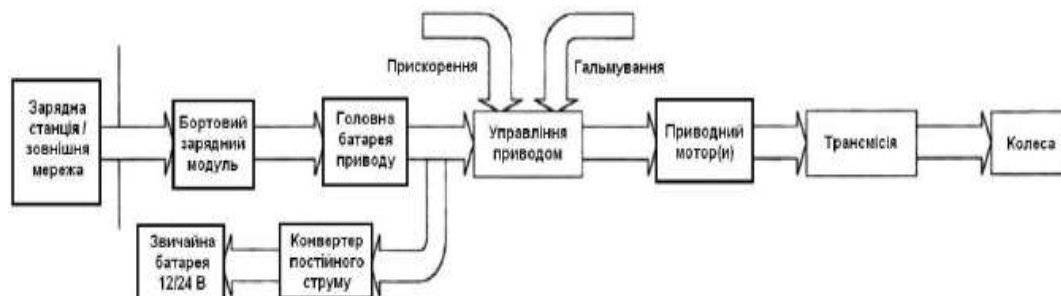 Прискорення
Гальмування
Зарядна
станція /
зовнішня
мережа
Бортовий
зарядний
модуль
Головна
батарея
приводу
Управління
приводом
Приводний
мотор(и)
Трансмісія
Колеса
Звичайна
батарея
12/24 В
Конвертер
постійного
струму